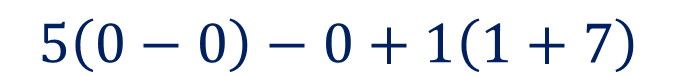 5(0 − 0) − 0 + 1(1 + 7)